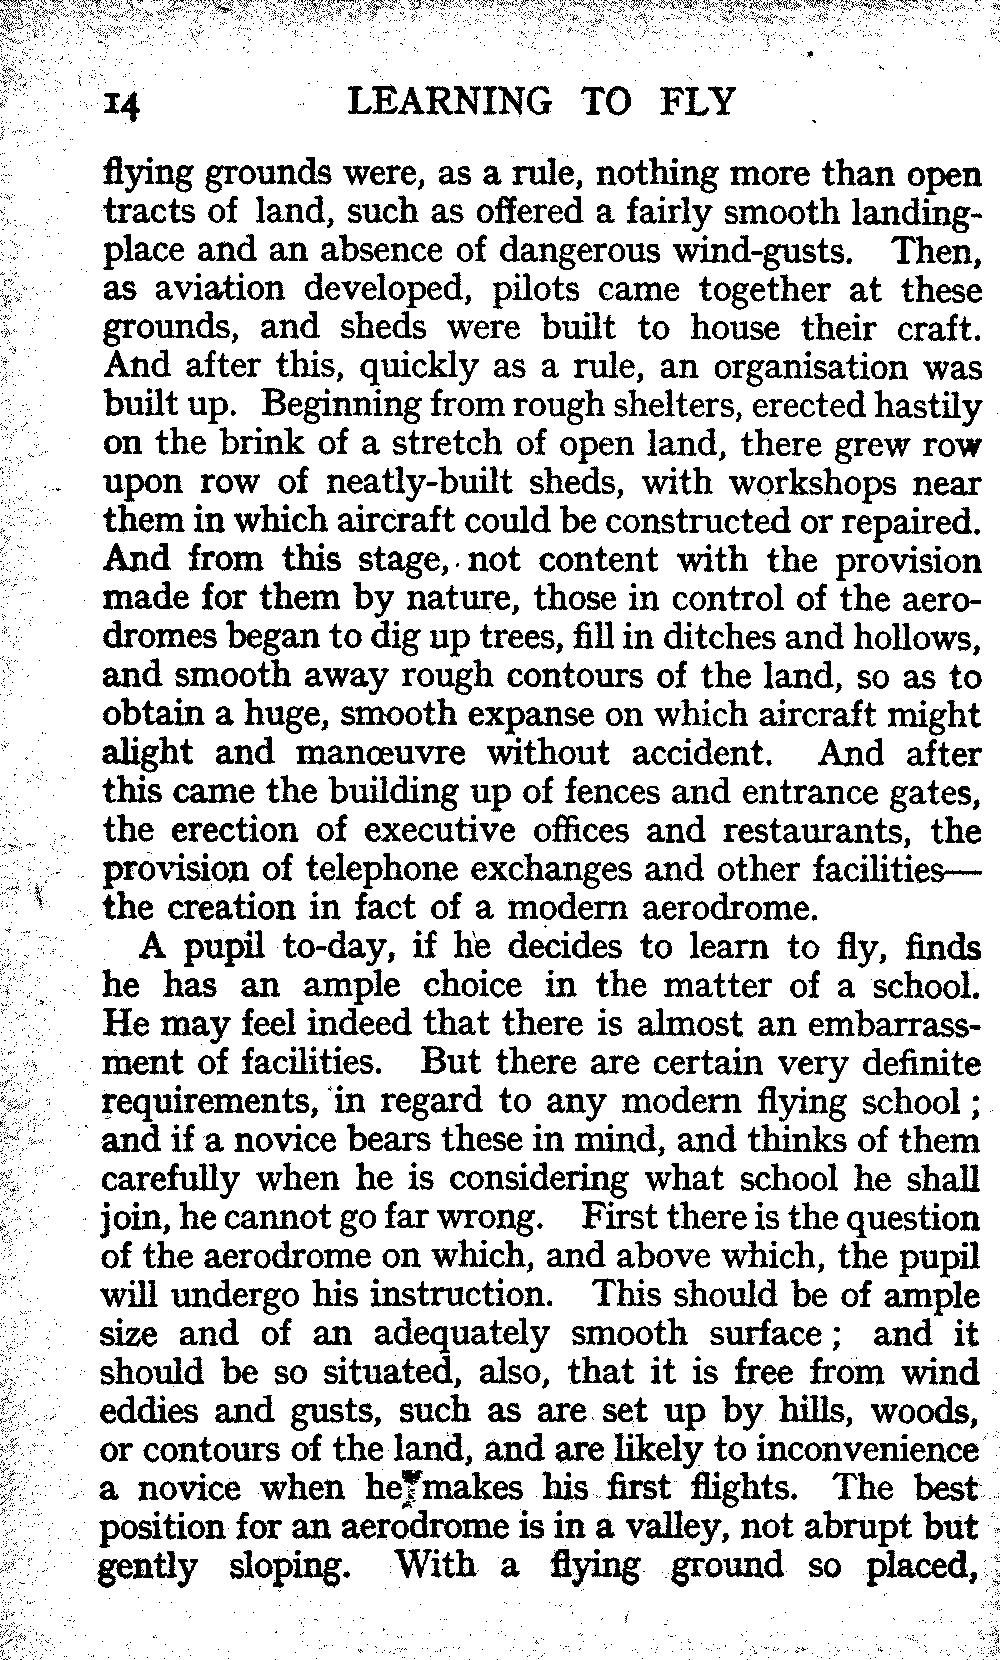 14 LEARNING TO FLY
flying grounds were, as a rule, nothing more than open
tracts of land, such as offered a fairly smooth landing-
place and an absence of dangerous wind-gusts. Then,
as aviation developed, pilots came together at these
grounds, and sheds were built to house their craft.
And after this, quickly as a rule, an organisation was
built up. Beginning from rough shelters, erected hastily
on the brink of a stretch of open land, there grew row
upon row of neatly-built sheds, with workshops near
them in which aircraft could be constructed or repaired.
And from this stage, not content with the provision
made for them by nature, those in control of the aero-
dromes began to dig up trees, fill in ditches and hollows,
and smooth away rough contours of the land, so as to
obtain a huge, smooth expanse on which aircraft might
alight and manœuvre without accident. And after
this came the building up of fences and entrance gates,
the erection of executive offices and restaurants, the
provision of telephone exchanges and other facilities—
the creation in fact of a modern aerodrome.
A pupil to-day, if he decides to learn to fly, finds
he has an ample choice in the matter of a school.
He may feel indeed that there is almost an embarrass-
ment of facilities. But there are certain very definite
requirements, in regard to any modern flying school ;
and if a novice bears these in mind, and thinks of them
carefully when he is considering what school he shall
join, he cannot go far wrong. First there is the question
of the aerodrome on which, and above which, the pupil
will undergo his instruction. This should be of ample
size and of an adequately smooth surface ; and it
should be so situated, also, that it is free from wind
eddies and gusts, such as are set up by hills, woods,
or contours of the land, and are likely to inconvenience
a novice when he makes his first flights. The best
position for an aerodrome is in a valley, not abrupt but
gently sloping. With a flying ground so placed,